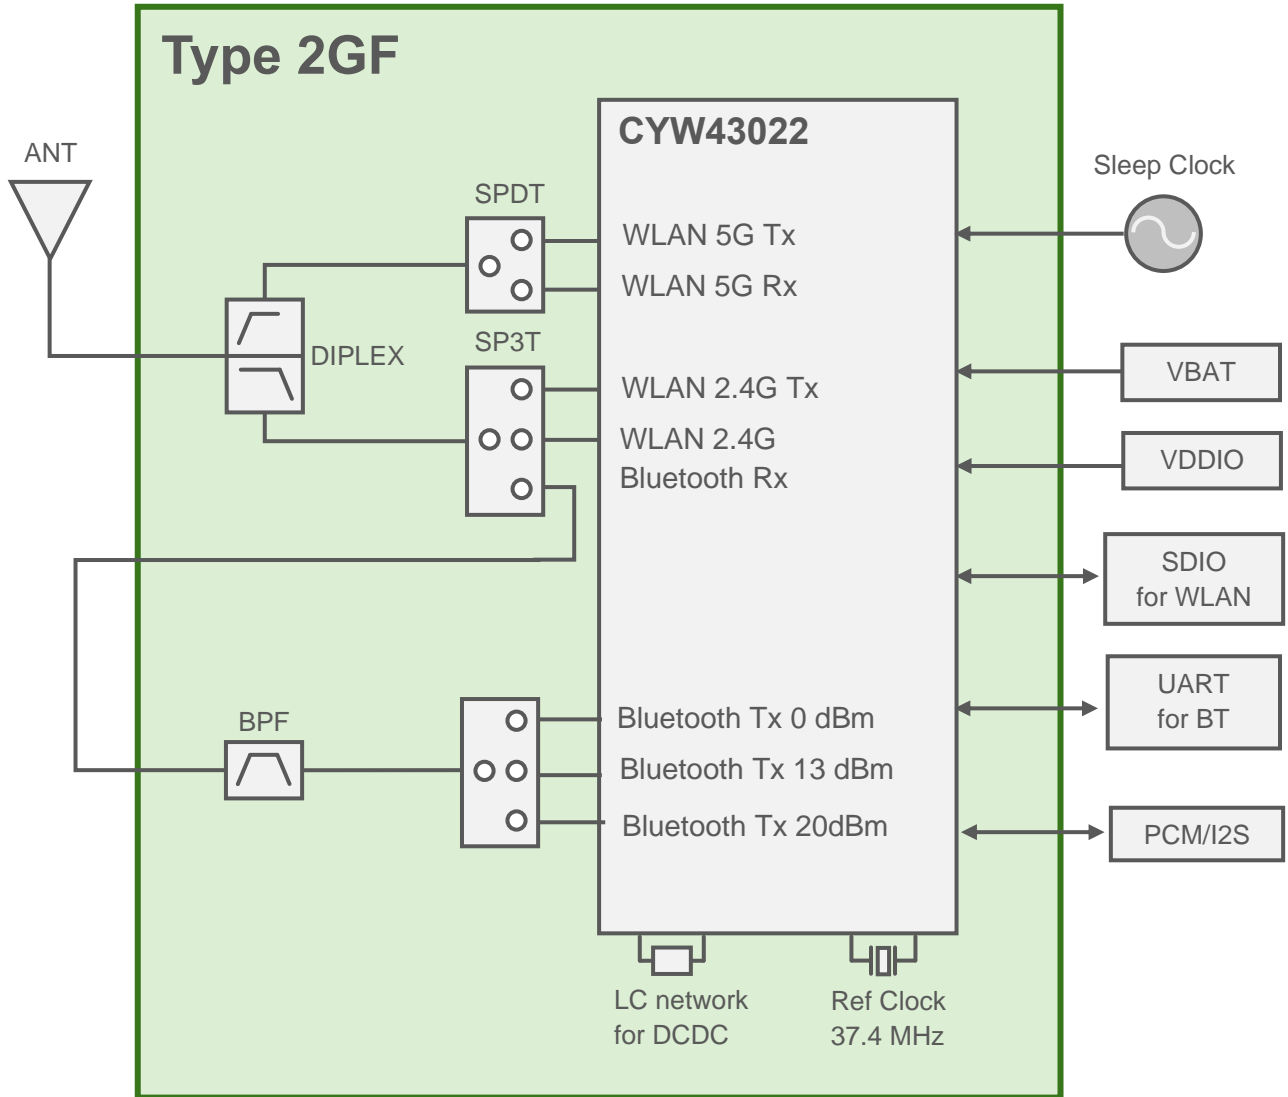 Type 2GF
CYW43022
ANT
Sleep Clock
SPDT
WLAN 5G Tx
WLAN 5G Rx
SP3T
DIPLEX
VBAT
WLAN 2.4G Tx
WLAN 2.4G
Bluetooth Rx
VDDIO
SDIO
for WLAN
UART
for BT
BPF
Bluetooth Tx 0 dBm
Bluetooth Tx 13 dBm
Bluetooth Tx 20dBm
PCM/I2S
LC network
for DCDC
Ref Clock
37.4 MHz